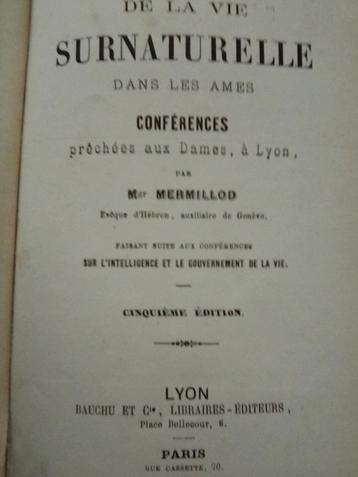 DE LA VIE
SURNATURELLE
DANS LES AMES
CONFÉRENCES
prêchées aux Dames, à Lyon,
PAR
Mgr MERMILLOD
Evêque d'Hébron, auxiliaire de Genève.
FAISANT SUITE AUX CONFÉRENCES
SUR L'INTELLIGENCE ET LE GOUVERNEMENT DE LA VIE.
CINQUIÈME ÉDITION.
LYON
BAUCHU ET Cie, LIBRAIRES-ÉDITEURS,
Place Bellecour, 6.
PARIS
RUE CASSETTE, 20.